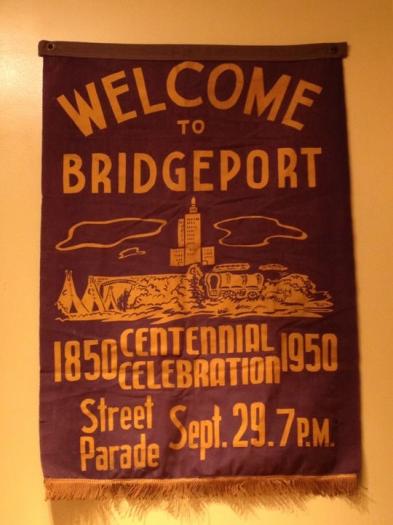 WELCOME
TO
BRIDGEPORT
1850 CENTENNIAL CELEBRATION 1950
Street Parade Sept. 29. 7 P.M.